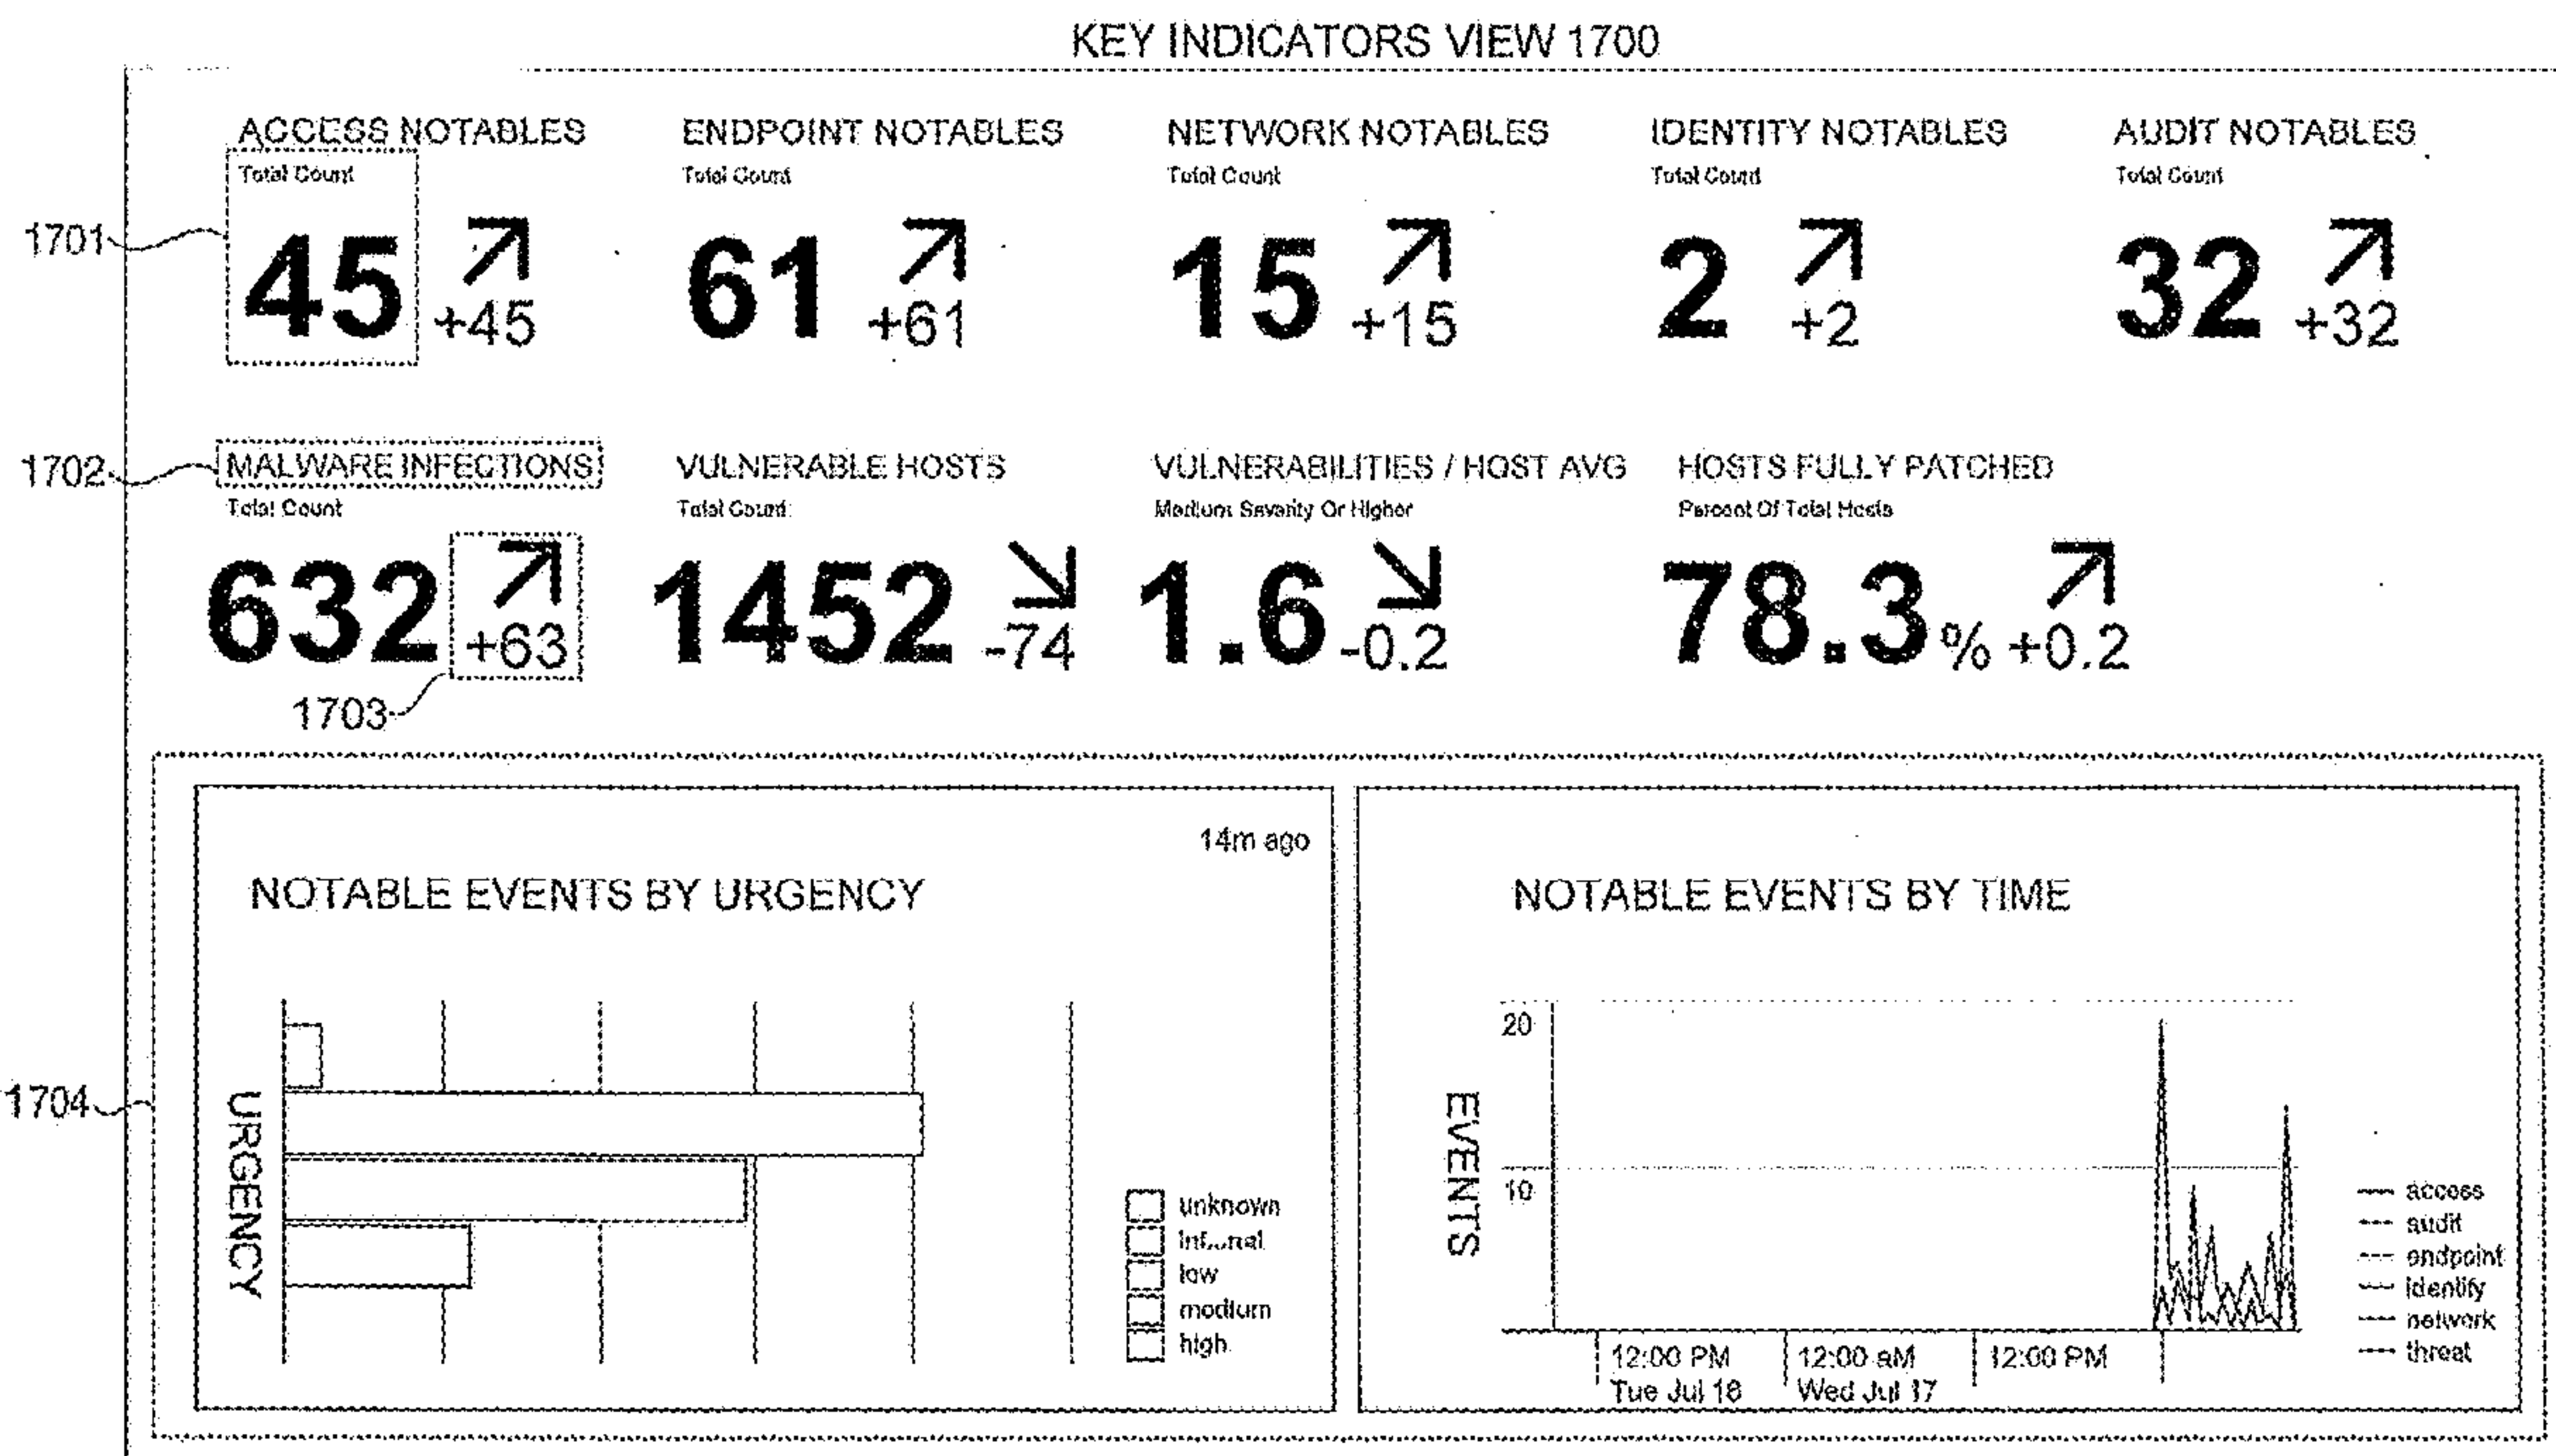 KEY INDICATORS VIEW 1700
ACCESS NOTABLES
Total Count
45 +45
ENDPOINT NOTABLES
Total Count
61 +61
NETWORK NOTABLES
Total Count
15 +15
IDENTITY NOTABLES
Total Count
2 +2
AUDIT NOTABLES
Total Count
32 +32
1701
1702
MALWARE INFECTIONS
Total Count
632 +63
1703
VULNERABLE HOSTS
Total Count
1452 -74
VULNERABILITIES / HOST AVG
Medium Severity Or Higher
1.6 -0.2
HOSTS FULLY PATCHED
Percent Of Total Hosts
78.3% +0.2
1704
14m ago
NOTABLE EVENTS BY URGENCY
URGENCY
unknown
low
medium
high
NOTABLE EVENTS BY TIME
EVENTS
20
10
12:00 PM
Tue Jul 16
12:00 aM
Wed Jul 17
12:00 PM
access
audit
endpoint
identify
network
threat